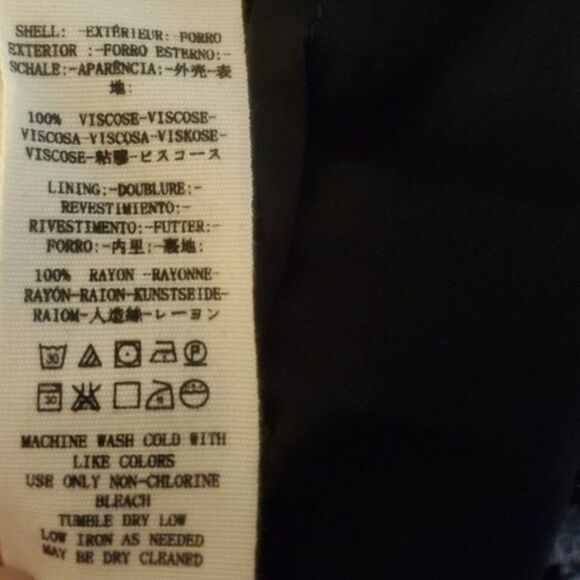 SHELL: -EXTÉRIEUR: FORRO
EXTERIOR :-FORRO ESTERNO:-
SCHALE:-APARÊNCIA:-外壳-表
地:
100% VISCOSE-VISCOSE-
VISCOSA-VISCOSA-VISKOSE-
VISCOSE-粘膠-ビスコース
LINING:-DOUBLURE:-
REVESTIMIENTO:-
RIVESTIMENTO:-FUTTER:-
FORRO:-内里:-裏地:
100% RAYON -RAYONNE-
RAYÓN-RAION-KUNSTSEIDE-
RAIOM-人造絲-レーヨン
30 P
30
MACHINE WASH COLD WITH
LIKE COLORS
USE ONLY NON-CHLORINE
BLEACH
TUMBLE DRY LOW
LOW IRON AS NEEDED
MAY BE DRY CLEANED